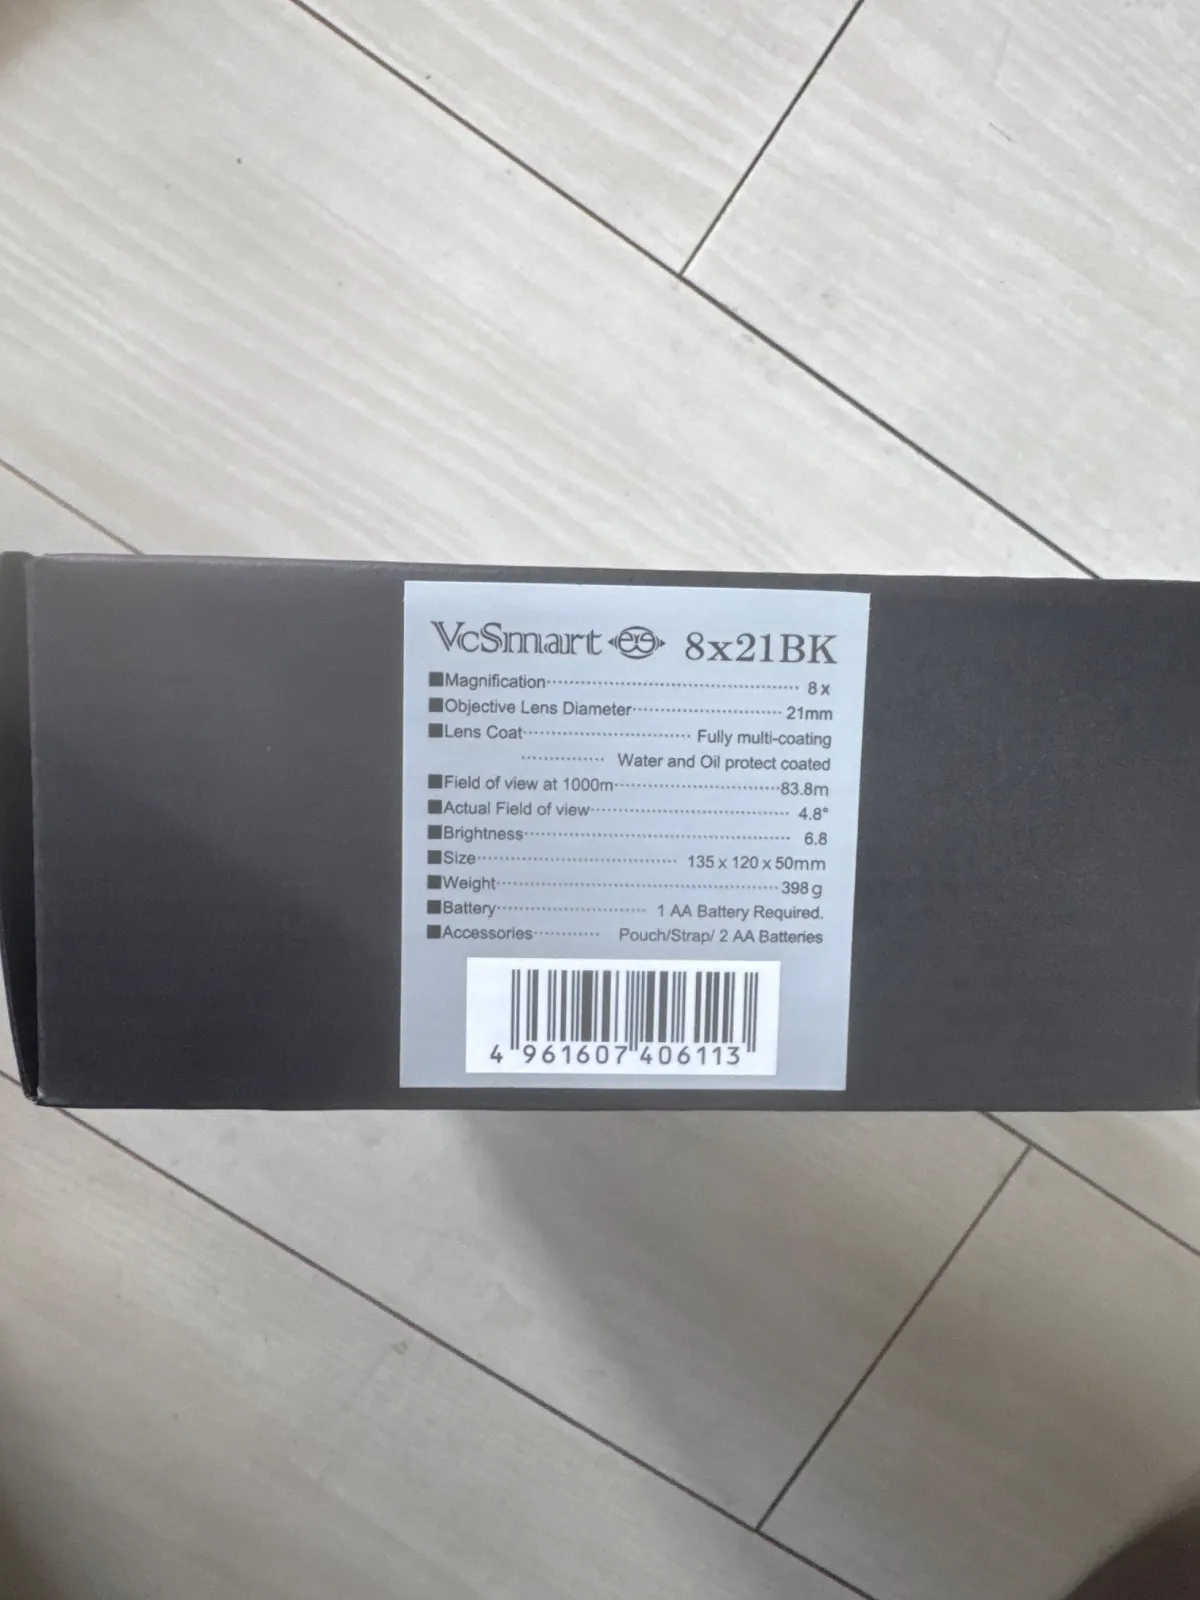 VcSmart eye 8x21BK
■Magnification 8x
■Objective Lens Diameter 21mm
■Lens Coat Fully multi-coating
Water and Oil protect coated
■Field of view at 1000m 83.8m
■Actual Field of view 4.8°
■Brightness 6.8
■Size 135 x 120 x 50mm
■Weight 398g
■Battery 1 AA Battery Required.
■Accessories Pouch/Strap/ 2 AA Batteries
4 961607 406113